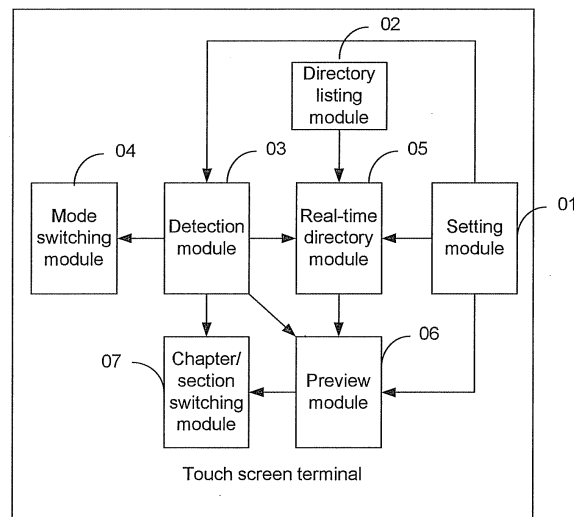 02
Directory
listing
module
04
03
05
01
Mode
switching
module
Detection
module
Real-time
directory
module
Setting
module
07
06
Chapter/
section
switching
module
Preview
module
Touch screen terminal